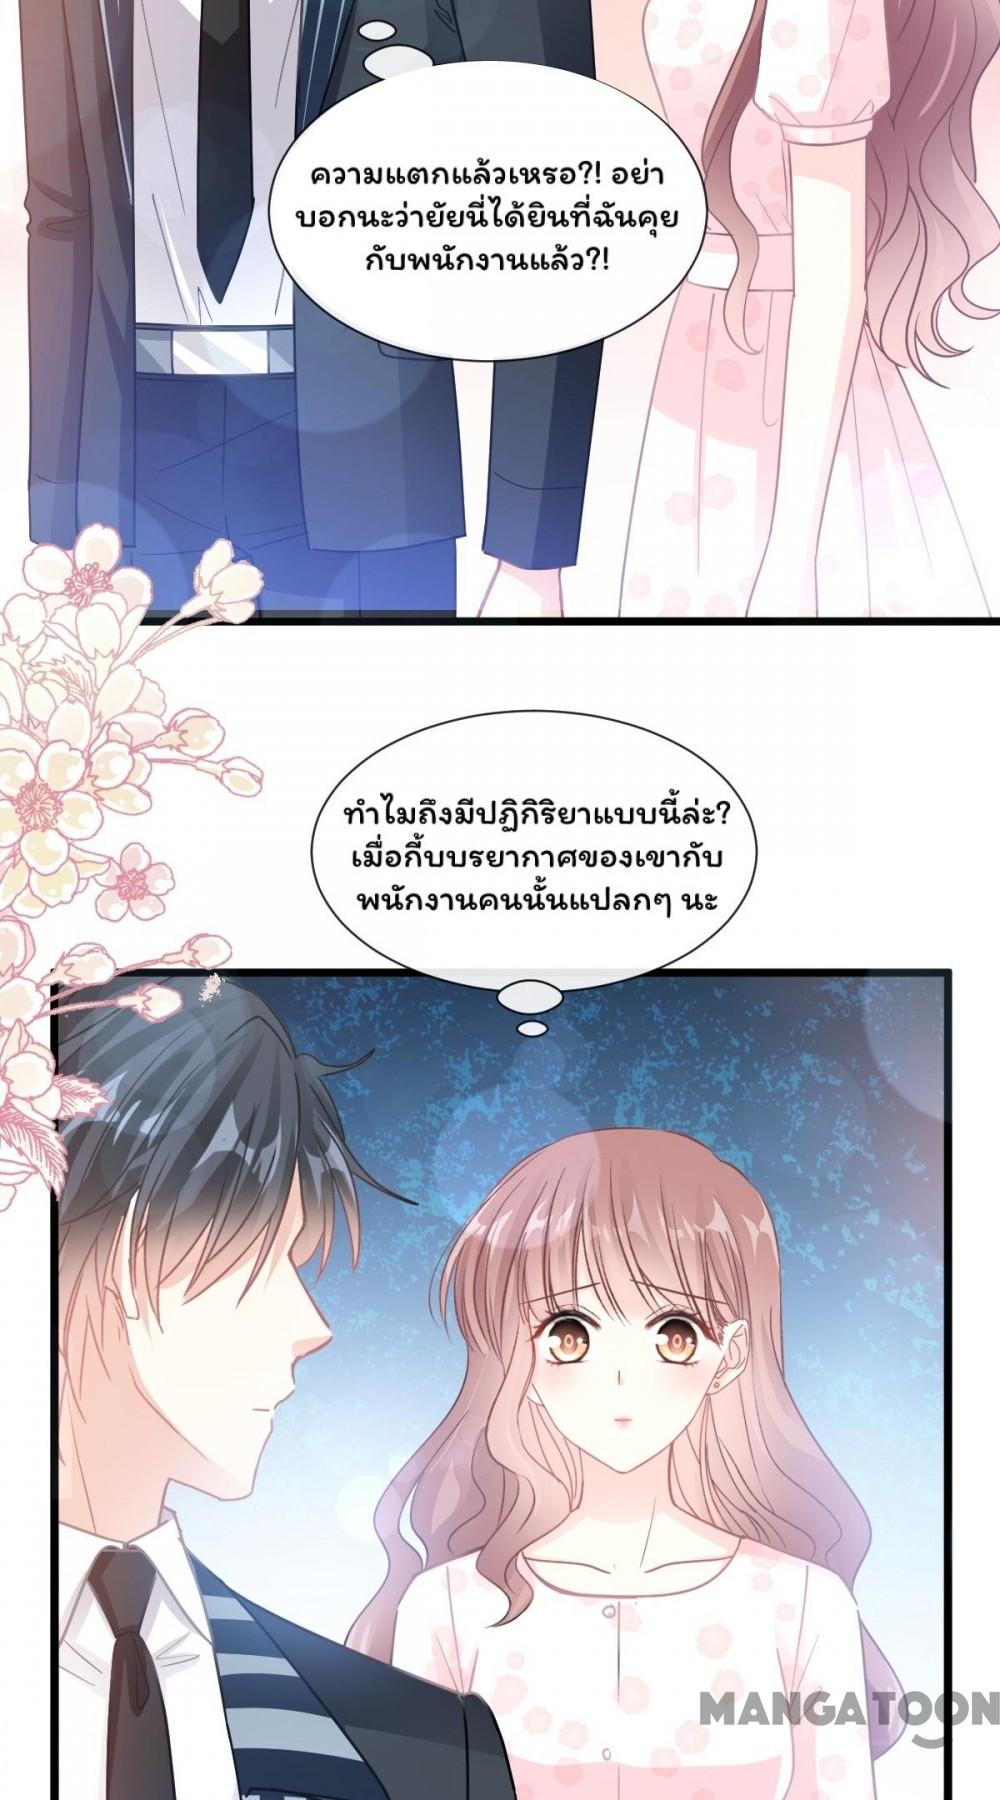 ความแตกแล้วเหรอ?! อย่า
บอกนะว่ายัยนี่ได้ยินที่ฉันคุย
กับพนักงานแล้ว?!
ทำไมถึงมีปฏิกิริยาแบบนี้ล่ะ?
เมื่อกี้บบรยากาศของเขากับ
พนักงานคนนั้นแปลกๆ นะ
MANGATOON